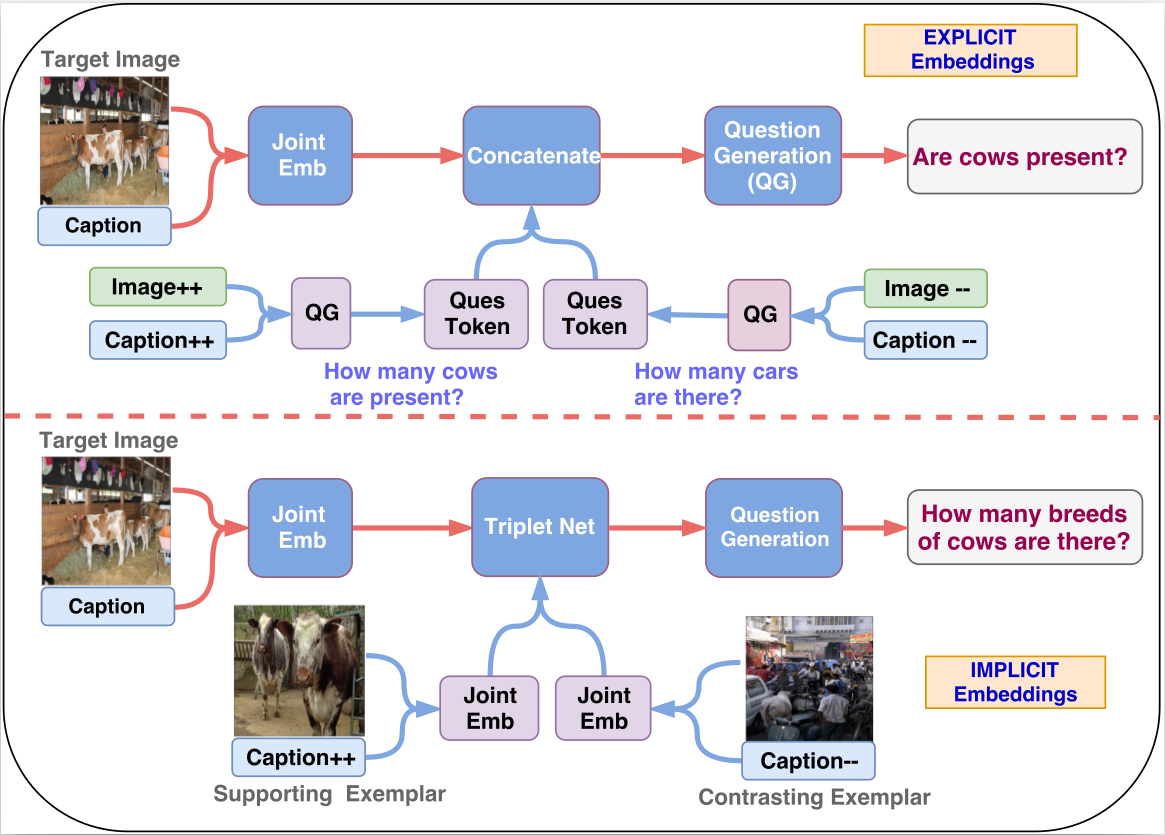 EXPLICIT
Embeddings
Target Image
Caption
Joint
Emb
Concatenate
Question
Generation
(QG)
Are cows present?
Image++
Caption++
QG
Ques
Token
Ques
Token
QG
Image --
Caption --
How many cows
are present?
How many cars
are there?
Target Image
Caption
Joint
Emb
Triplet Net
Question
Generation
How many breeds
of cows are there?
Caption++
Supporting Exemplar
Joint
Emb
Joint
Emb
Caption--
Contrasting Exemplar
IMPLICIT
Embeddings